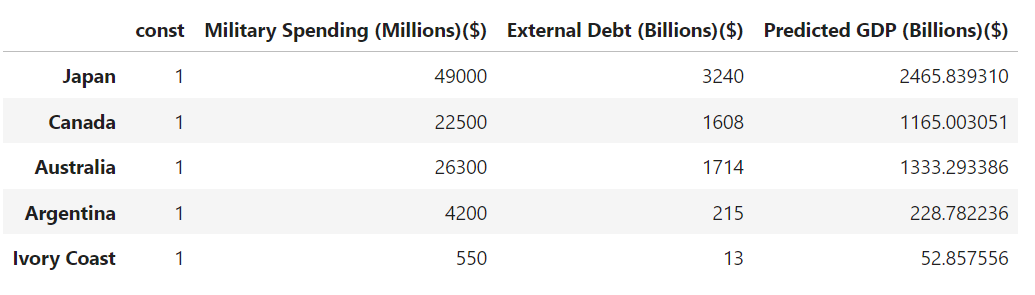 const Military Spending (Millions)($) External Debt (Billions)($) Predicted GDP (Billions)($)
Japan 1 49000 3240 2465.839310
Canada 1 22500 1608 1165.003051
Australia 1 26300 1714 1333.293386
Argentina 1 4200 215 228.782236
Ivory Coast 1 550 13 52.857556